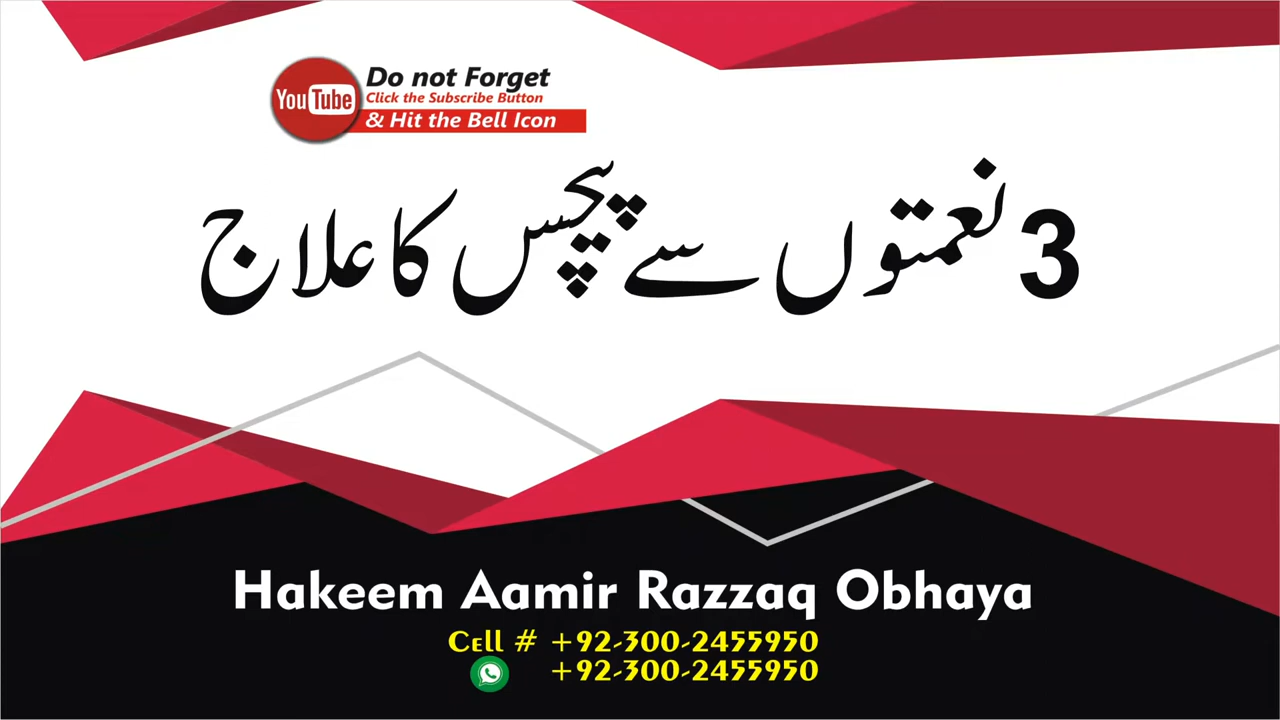 YouTube
Do not Forget
Click the Subscribe Button
& Hit the Bell Icon
3 نعمتوں سے پیچس کا علاج
Hakeem Aamir Razzaq Obhaya
Cell # +92-300-2455950
+92-300-2455950